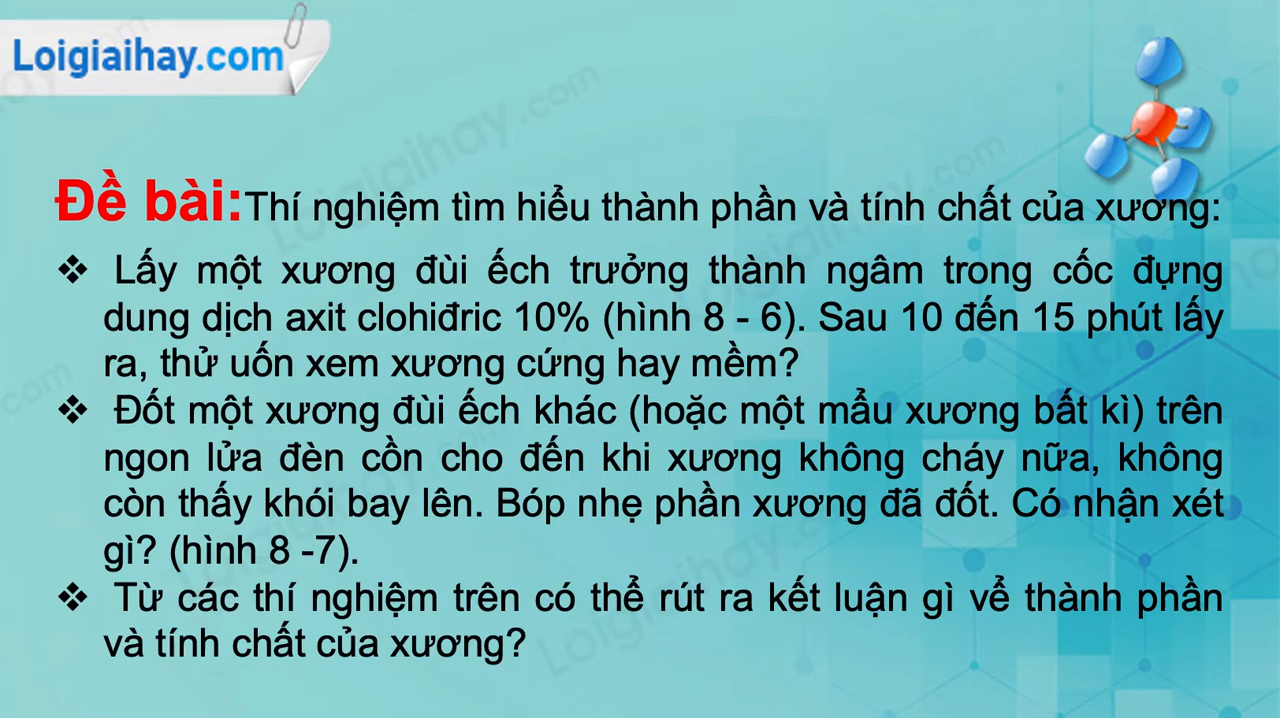 Loigiaihay.com
Đề bài:Thí nghiệm tìm hiểu thành phần và tính chất của xương:
❖ Lấy một xương đùi ếch trưởng thành ngâm trong cốc đựng
dung dịch axit clohiđric 10% (hình 8 - 6). Sau 10 đến 15 phút lấy
ra, thử uốn xem xương cứng hay mềm?
❖ Đốt một xương đùi ếch khác (hoặc một mẩu xương bất kì) trên
ngon lửa đèn cồn cho đến khi xương không cháy nữa, không
còn thấy khói bay lên. Bóp nhẹ phần xương đã đốt. Có nhận xét
gì? (hình 8 -7).
❖ Từ các thí nghiệm trên có thể rút ra kết luận gì vể thành phần
và tính chất của xương?